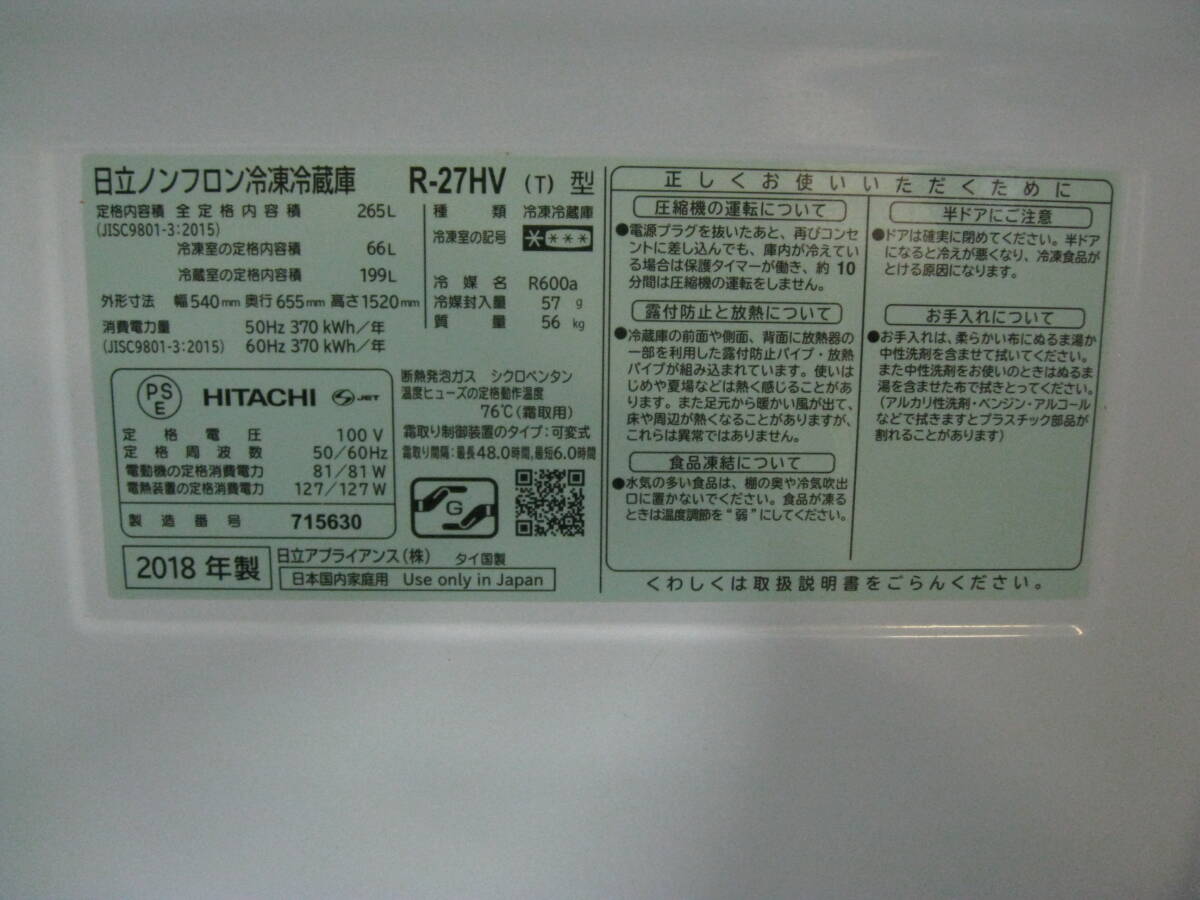 日立ノンフロン冷凍冷蔵庫 R-27HV (T) 型
定格内容積 全定格内容積 265L
(JISC9801-3:2015)
冷凍室の定格内容積 66L
冷蔵室の定格内容積 199L
外形寸法 幅540mm 奥行655mm 高さ1520mm
消費電力量 50Hz 370 kWh/年
(JISC9801-3:2015) 60Hz 370 kWh/年
種類 冷凍冷蔵庫
冷凍室の記号 ****
冷媒名 R600a
冷媒封入量 57 g
質量 56 kg
PS
E
HITACHI
JET
定格電圧 100 V
定格周波数 50/60Hz
電動機の定格消費電力 81/81W
電熱装置の定格消費電力 127/127W
製造番号 715630
断熱発泡ガス シクロペンタン
温度ヒューズの定格動作温度
76℃(霜取用)
霜取り制御装置のタイプ:可変式
霜取り間隔:最長48.0時間,最短6.0時間
G
2018 年製
日立アプライアンス(株) タイ国製
日本国内家庭用 Use only in Japan
正しくお使いいただくために
圧縮機の運転について
●電源プラグを抜いたあと、再びコンセ
ントに差し込んでも、庫内が冷えてい
る場合は保護タイマーが働き、約 10
分間は圧縮機の運転をしません。
露付防止と放熱について
●冷蔵庫の前面や側面、背面に放熱器の
一部を利用した露付防止パイプ・放熱
パイプが組み込まれています。使いは
じめや夏場などは熱く感じることがあ
ります。また足元から暖かい風が出て、
床や周辺が熱くなることがありますが、
これらは異常ではありません。
食品凍結について
●水気の多い食品は、棚の奥や冷気吹出
口に置かないでください。食品が凍る
ときは温度調節を“弱”にしてください。
半ドアにご注意
●ドアは確実に閉めてください。半ドア
になると冷えが悪くなり、冷凍食品が
とける原因になります。
お手入れについて
●お手入れは、柔らかい布にぬるま湯か
中性洗剤を含ませて拭いてください。
また中性洗剤をお使いのときはぬるま
湯を含ませた布で拭きとってください。
(アルカリ性洗剤・ベンジン・アルコール
などで拭きますとプラスチック部品が
割れることがあります)
くわしくは取扱説明書をごらんください。